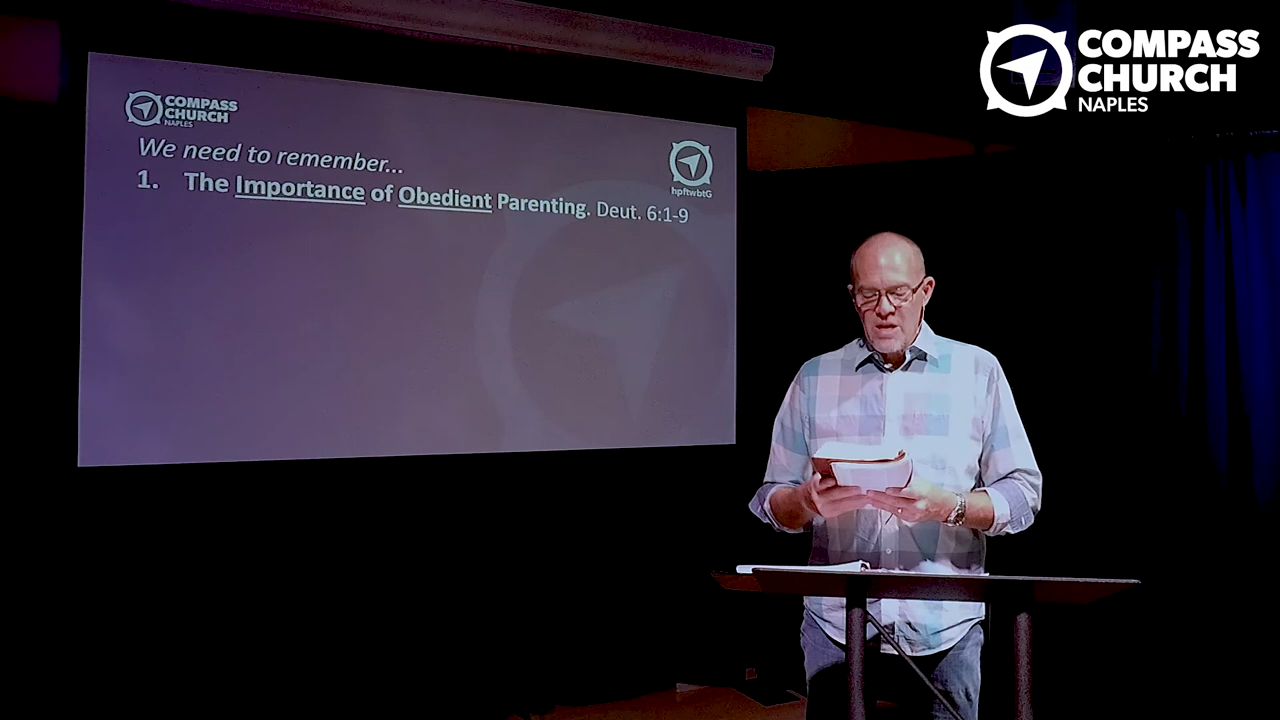 COMPASS
CHURCH
NAPLES
COMPASS
CHURCH
NAPLES
We need to remember...
hpftwbtG
1. The Importance of Obedient Parenting. Deut. 6:1-9